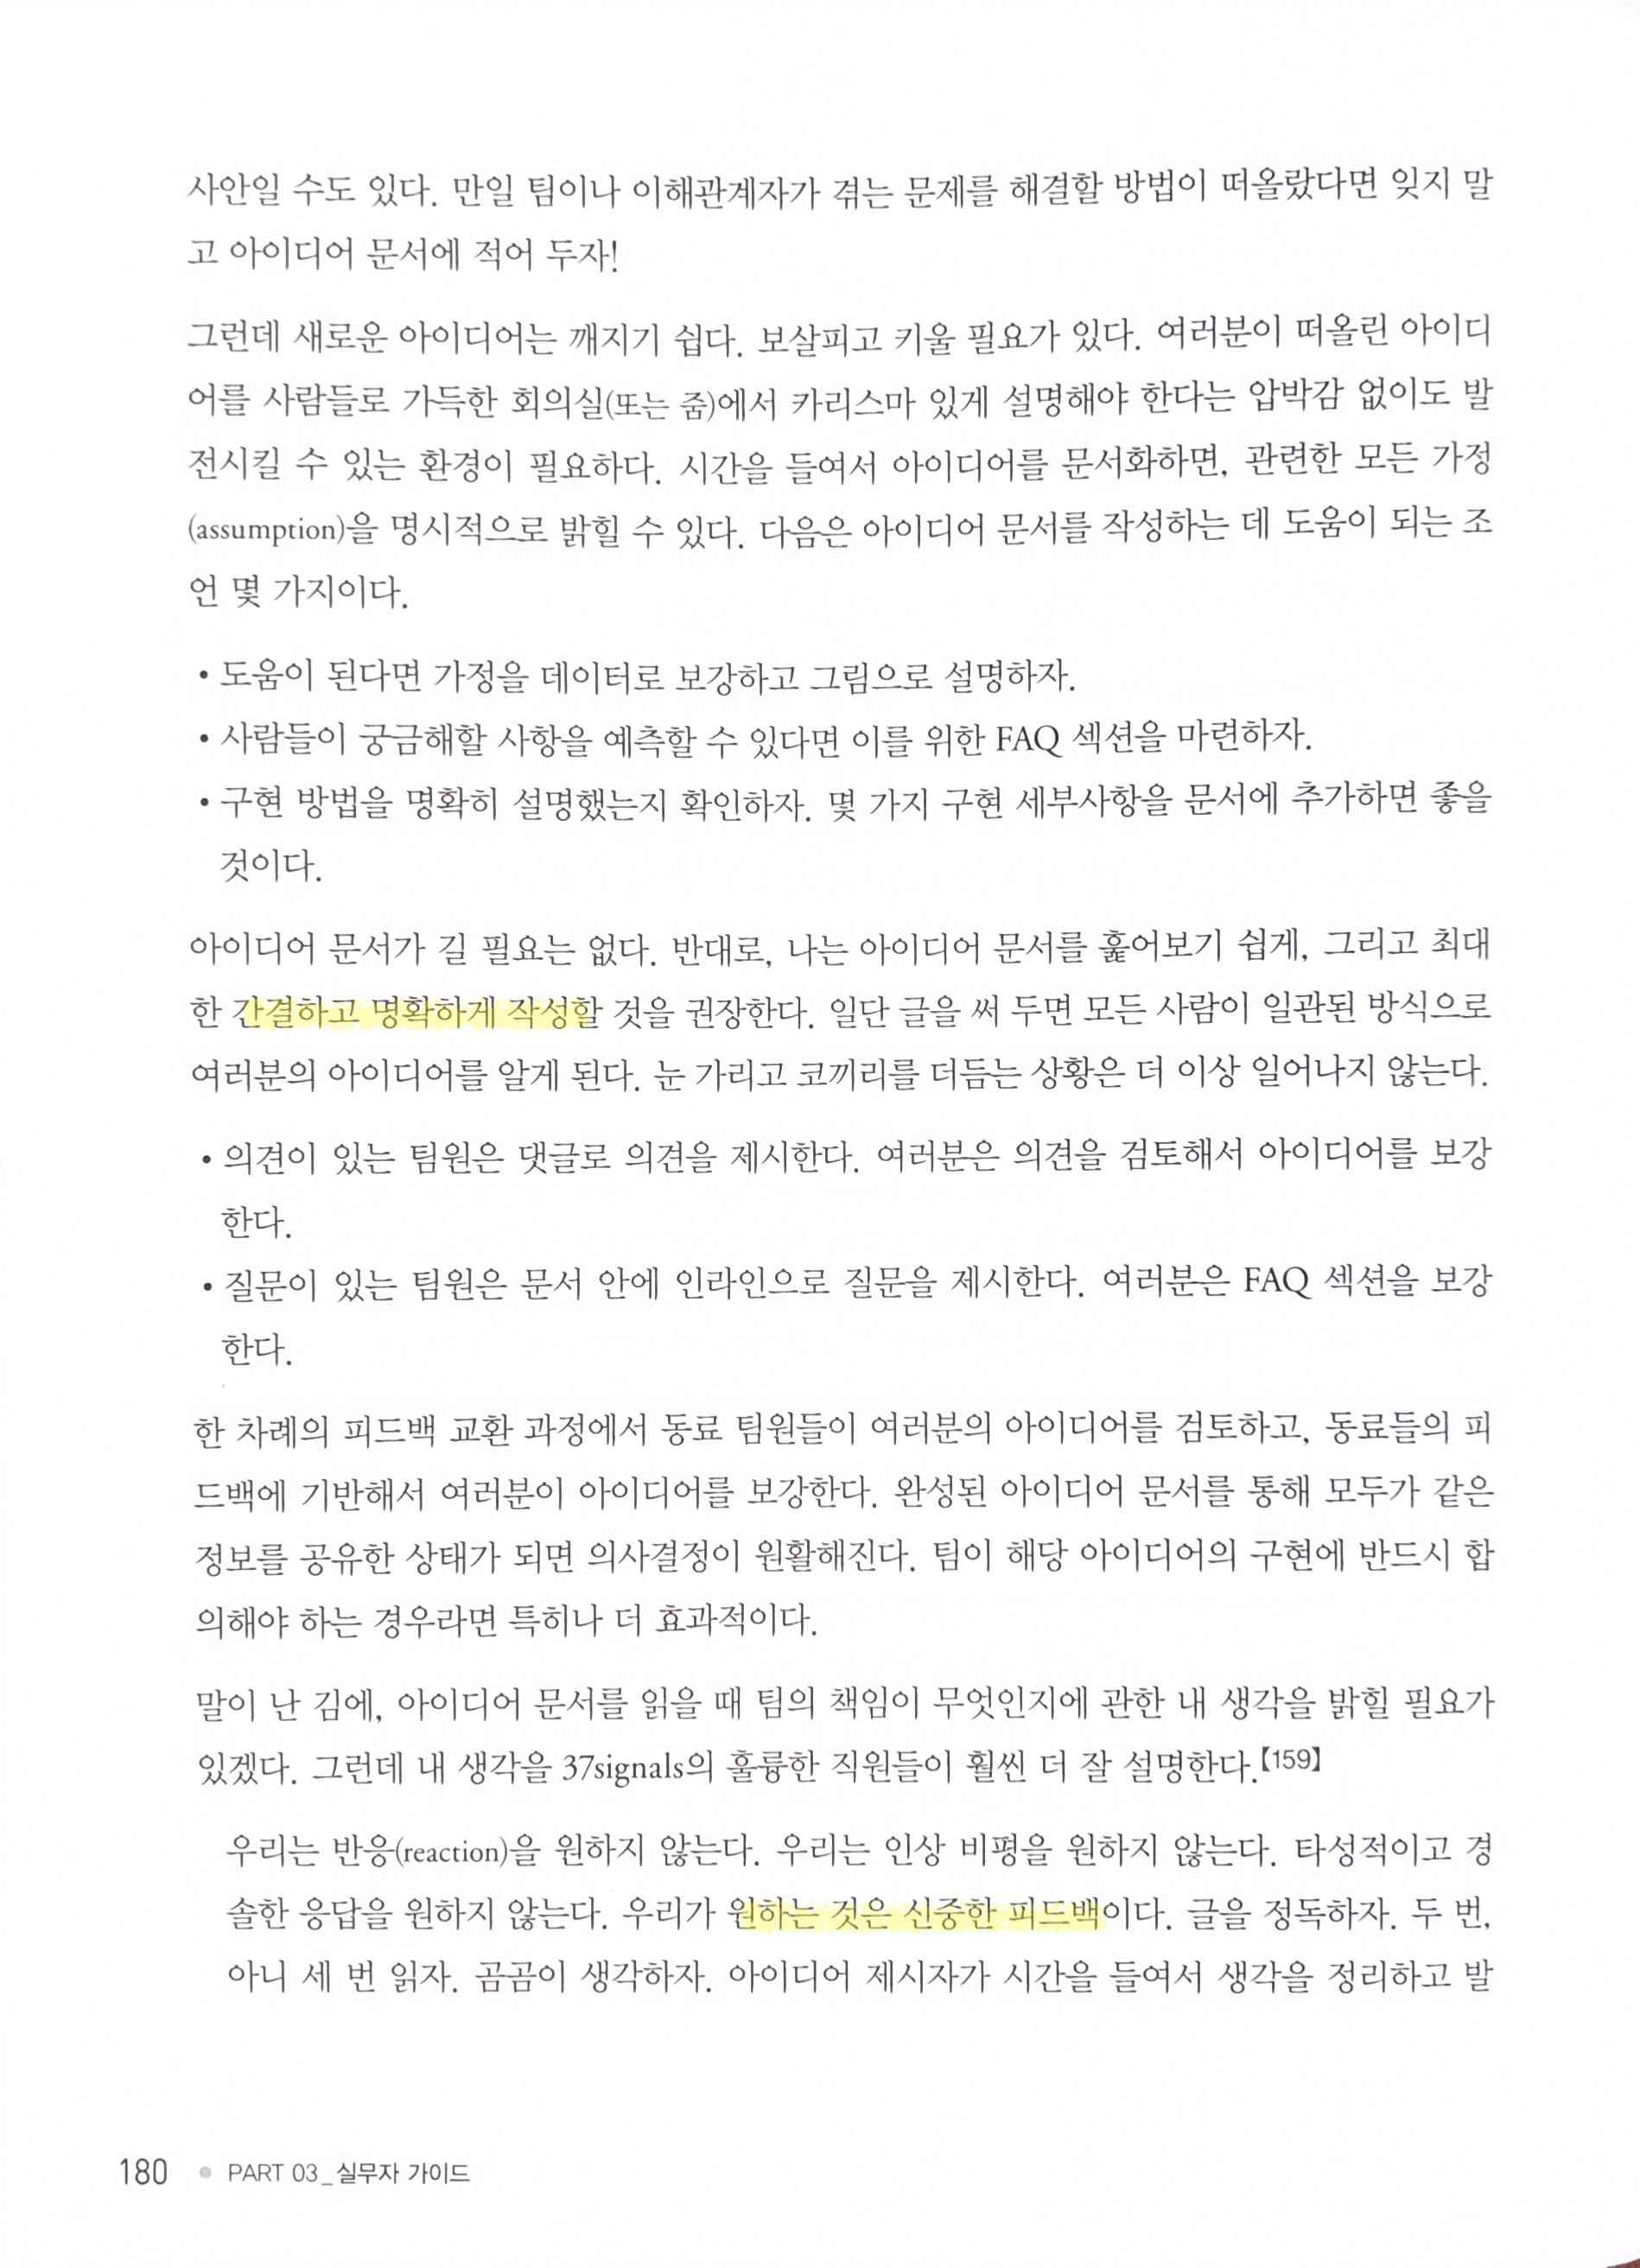 사안일 수도 있다. 만일 팀이나 이해관계자가 겪는 문제를 해결할 방법이 떠올랐다면 잊지 말
고 아이디어 문서에 적어 두자!
그런데 새로운 아이디어는 깨지기 쉽다. 보살피고 키울 필요가 있다. 여러분이 떠올린 아이디
어를 사람들로 가득한 회의실(또는 줌)에서 카리스마 있게 설명해야 한다는 압박감 없이도 발
전시킬 수 있는 환경이 필요하다. 시간을 들여서 아이디어를 문서화하면, 관련한 모든 가정
(assumption)을 명시적으로 밝힐 수 있다. 다음은 아이디어 문서를 작성하는 데 도움이 되는 조
언 몇 가지이다.
• 도움이 된다면 가정을 데이터로 보강하고 그림으로 설명하자.
• 사람들이 궁금해할 사항을 예측할 수 있다면 이를 위한 FAQ 섹션을 마련하자.
• 구현 방법을 명확히 설명했는지 확인하자. 몇 가지 구현 세부사항을 문서에 추가하면 좋을
것이다.
아이디어 문서가 길 필요는 없다. 반대로, 나는 아이디어 문서를 훑어보기 쉽게, 그리고 최대
한 간결하고 명확하게 작성할 것을 권장한다. 일단 글을 써 두면 모든 사람이 일관된 방식으로
여러분의 아이디어를 알게 된다. 눈 가리고 코끼리를 더듬는 상황은 더 이상 일어나지 않는다.
• 의견이 있는 팀원은 댓글로 의견을 제시한다. 여러분은 의견을 검토해서 아이디어를 보강
한다.
• 질문이 있는 팀원은 문서 안에 인라인으로 질문을 제시한다. 여러분은 FAQ 섹션을 보강
한다.
한 차례의 피드백 교환 과정에서 동료 팀원들이 여러분의 아이디어를 검토하고, 동료들의 피
드백에 기반해서 여러분이 아이디어를 보강한다. 완성된 아이디어 문서를 통해 모두가 같은
정보를 공유한 상태가 되면 의사결정이 원활해진다. 팀이 해당 아이디어의 구현에 반드시 합
의해야 하는 경우라면 특히나 더 효과적이다.
말이 난 김에, 아이디어 문서를 읽을 때 팀의 책임이 무엇인지에 관한 내 생각을 밝힐 필요가
있겠다. 그런데 내 생각을 37signals의 훌륭한 직원들이 훨씬 더 잘 설명한다.【159】
우리는 반응(reaction)을 원하지 않는다. 우리는 인상 비평을 원하지 않는다. 타성적이고 경
솔한 응답을 원하지 않는다. 우리가 원하는 것은 신중한 피드백이다. 글을 정독하자. 두 번,
아니 세 번 읽자. 곰곰이 생각하자. 아이디어 제시자가 시간을 들여서 생각을 정리하고 발
180 • PART 03_실무자 가이드